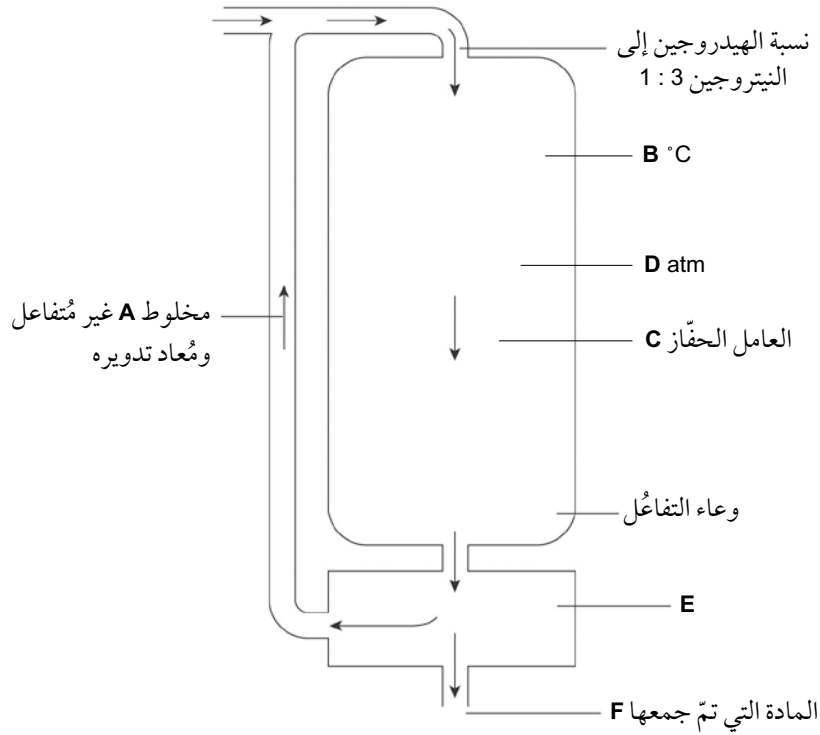 نسبة الهيدروجين إلى
النيتروجين 3 : 1
B °C
D atm
مخلوط A غير مُتفاعل
ومُعاد تدويره
العامل الحفّاز C
وعاء التفاعُل
E
المادة التي تمّ جمعها F